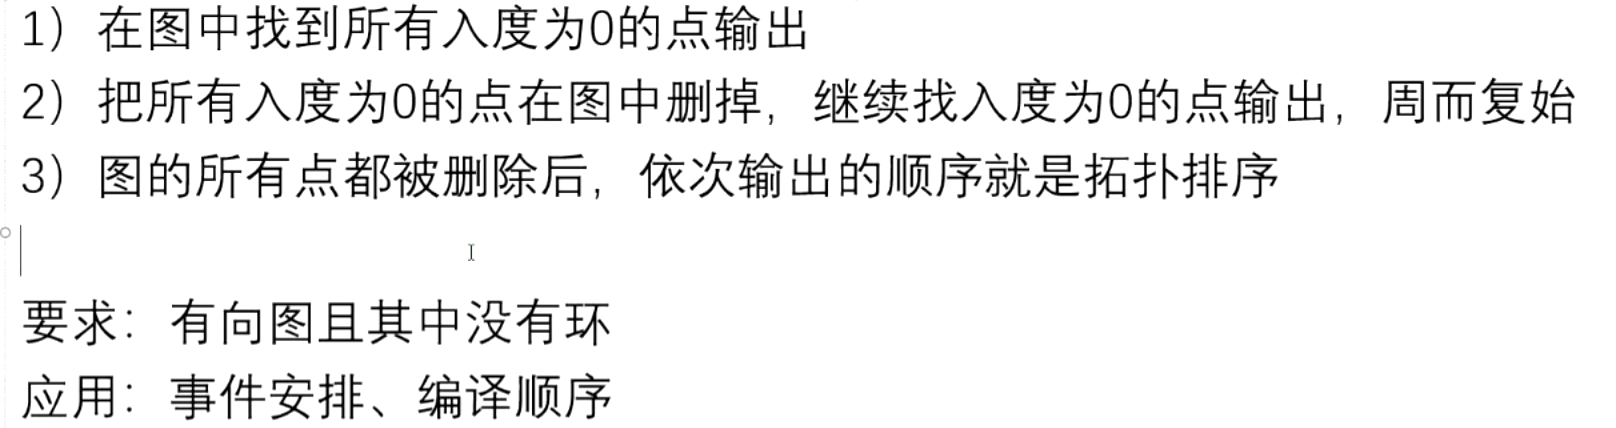 1）在图中找到所有入度为0的点输出
2）把所有入度为0的点在图中删掉，继续找入度为0的点输出，周而复始
3）图的所有点都被删除后，依次输出的顺序就是拓扑排序
要求：有向图且其中没有环
应用：事件安排、编译顺序